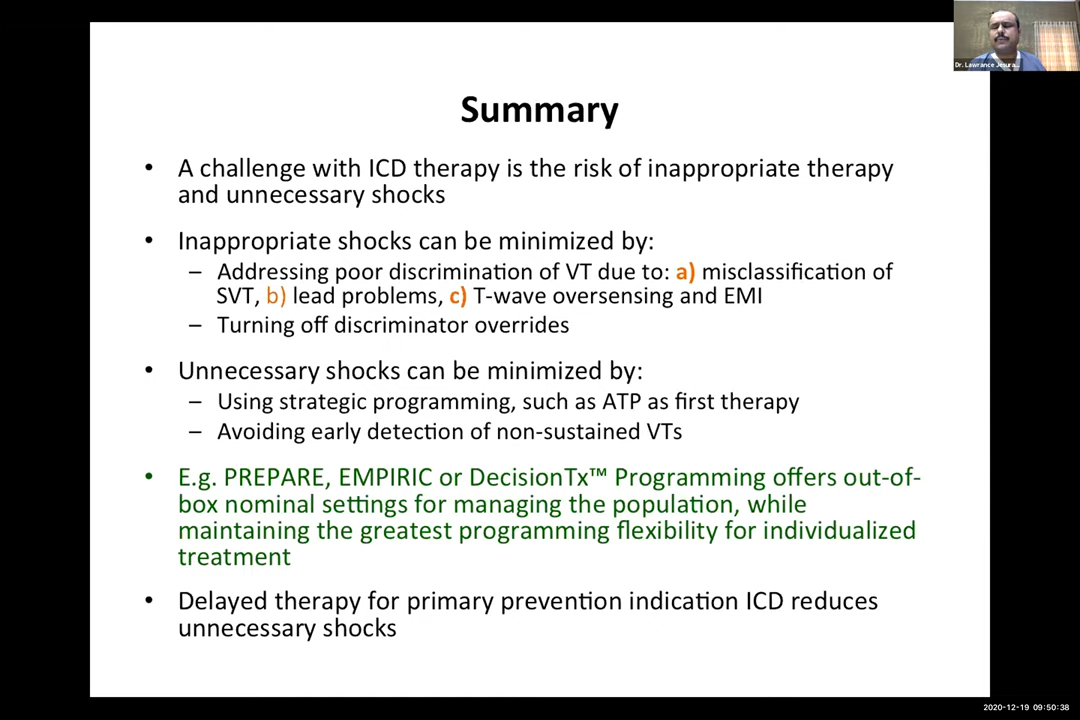 Dr. Lawrance Jesura...
Summary
• A challenge with ICD therapy is the risk of inappropriate therapy
and unnecessary shocks
• Inappropriate shocks can be minimized by:
– Addressing poor discrimination of VT due to: a) misclassification of
SVT, b) lead problems, c) T-wave oversensing and EMI
– Turning off discriminator overrides
• Unnecessary shocks can be minimized by:
– Using strategic programming, such as ATP as first therapy
– Avoiding early detection of non-sustained VTs
• E.g. PREPARE, EMPIRIC or DecisionTx™ Programming offers out-of-
box nominal settings for managing the population, while
maintaining the greatest programming flexibility for individualized
treatment
• Delayed therapy for primary prevention indication ICD reduces
unnecessary shocks
2020-12-19 09:50:38